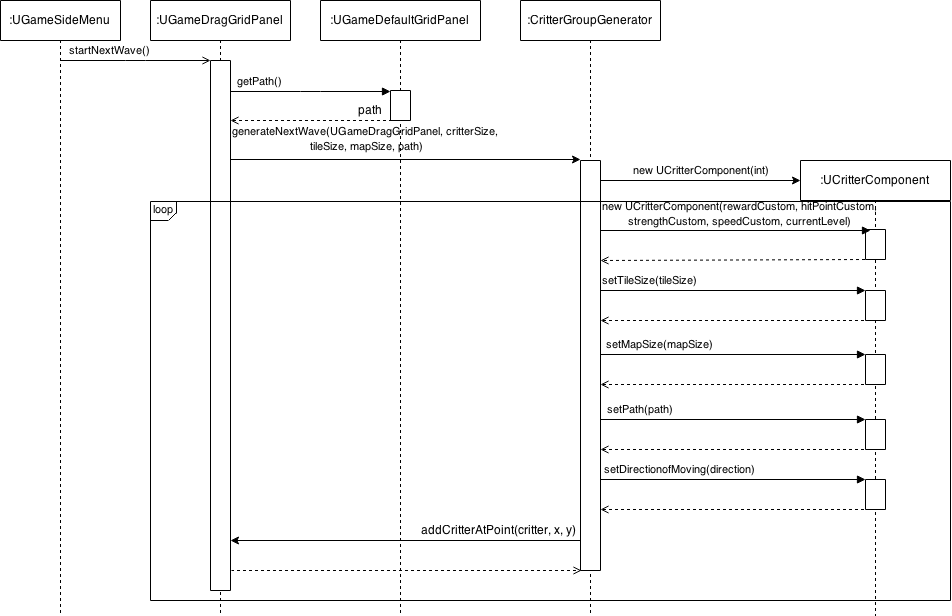 :UGameSideMenu
:UGameDragGridPanel
:UGameDefaultGridPanel
:CritterGroupGenerator
startNextWave()
getPath()
path
generateNextWave(UGameDragGridPanel, critterSize,
tileSize, mapSize, path)
new UCritterComponent(int)
:UCritterComponent
loop
new UCritterComponent(rewardCustom, hitPointCustom,
strengthCustom, speedCustom, currentLevel)
setTileSize(tileSize)
setMapSize(mapSize)
setPath(path)
setDirectionofMoving(direction)
addCritterAtPoint(critter, x, y)